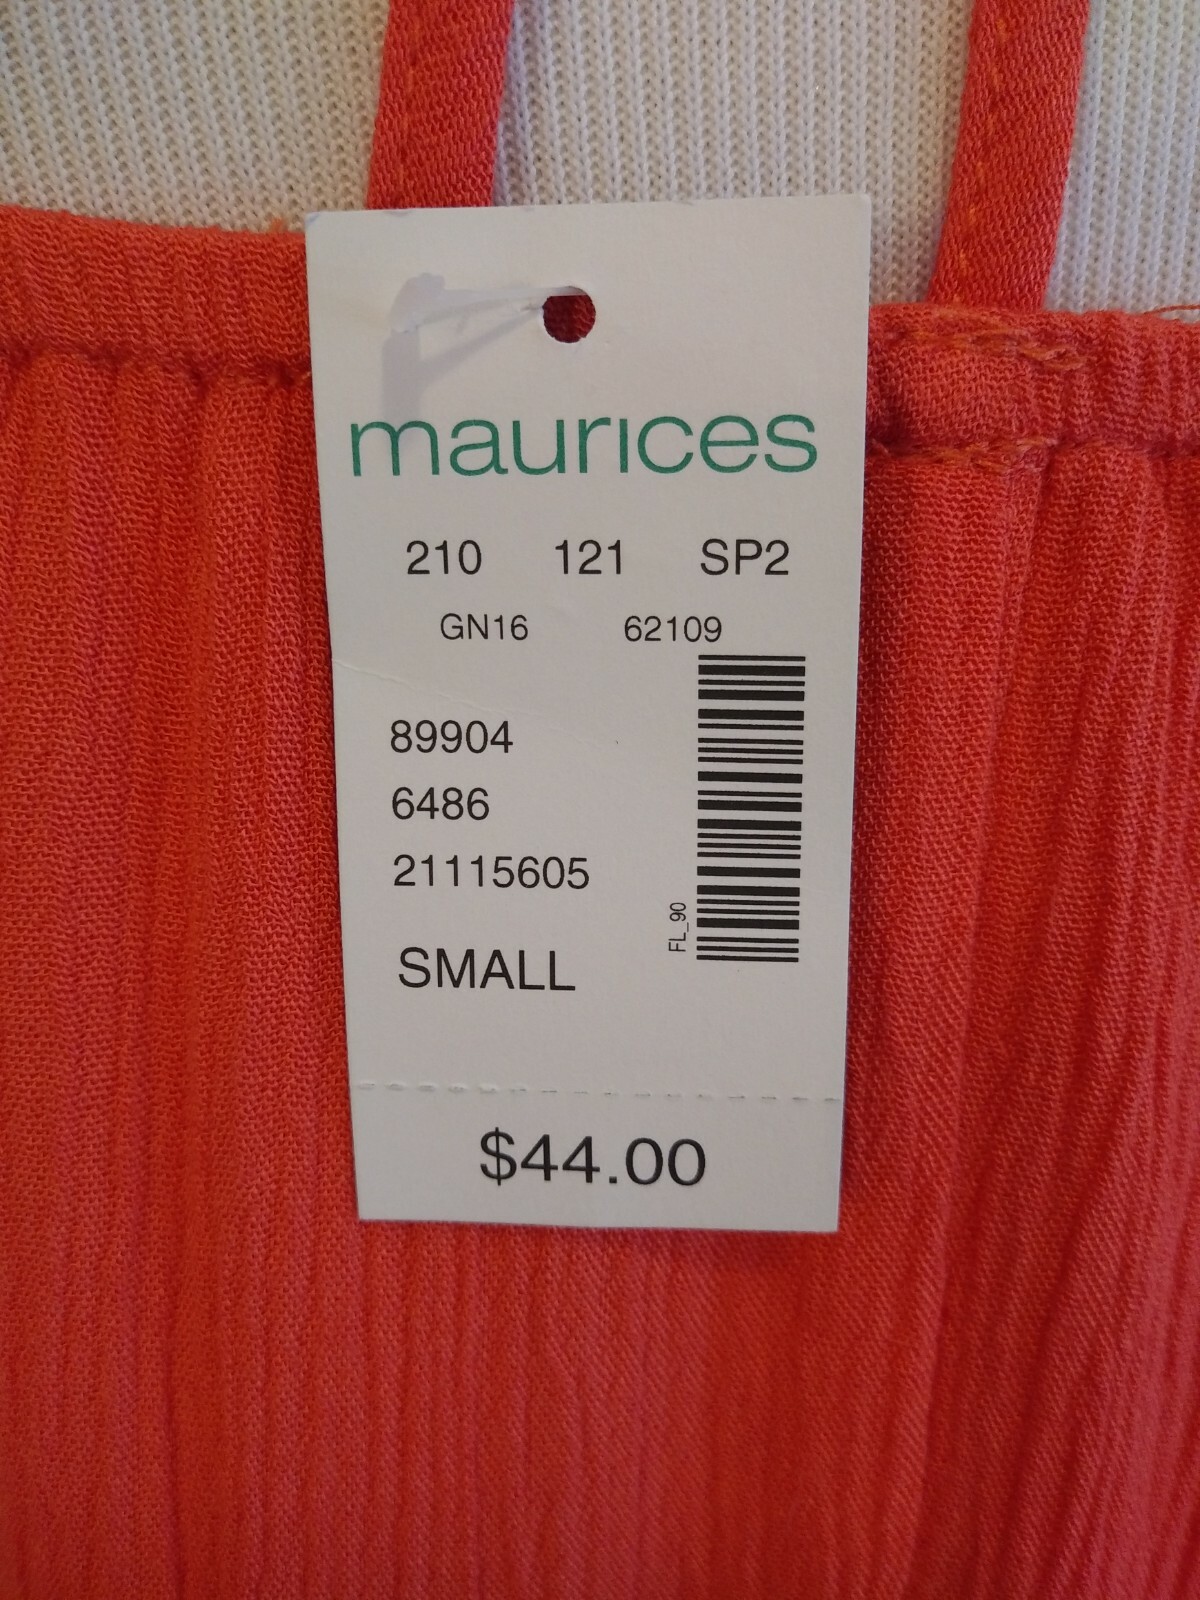 maurices
210 121 SP2
GN16 62109
89904
6486
21115605
FL_90
SMALL
$44.00